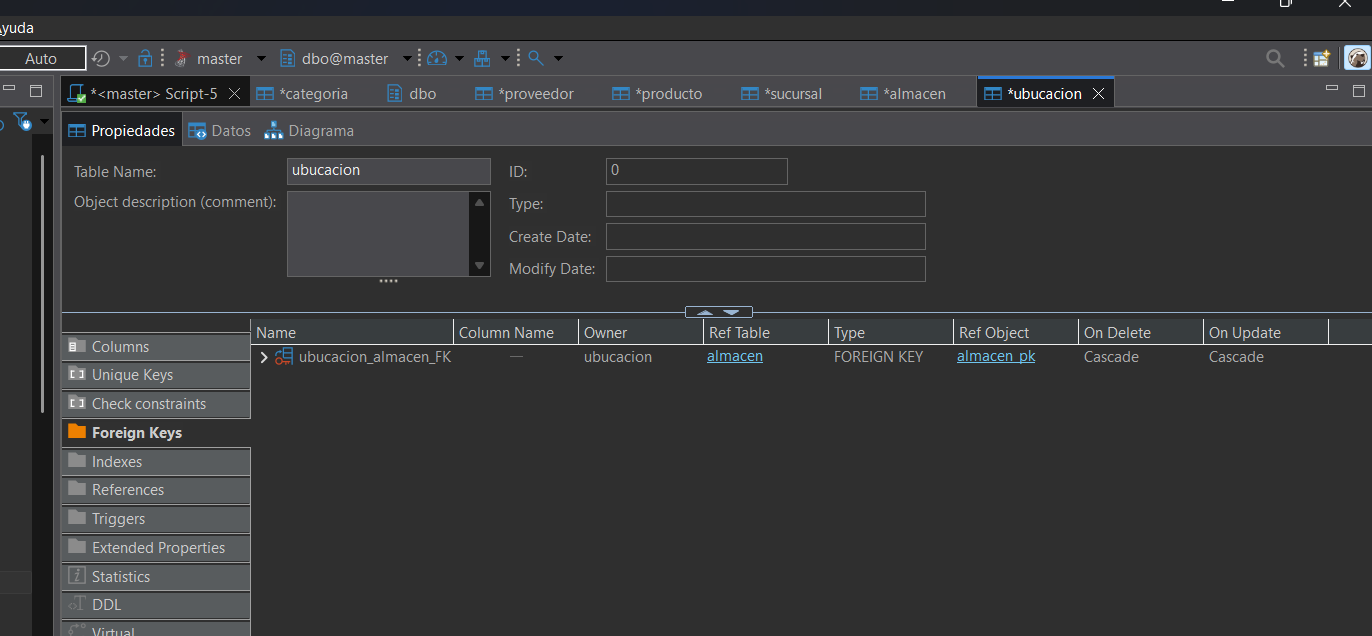 Ayuda
Auto master dbo@master
*<master> Script-5 *categoria dbo *proveedor *producto *sucursal *almacen *ubucacion
Propiedades Datos Diagrama
Table Name: ubucacion ID: 0
Object description (comment): Type:
Create Date:
Modify Date:
Name Column Name Owner Ref Table Type Ref Object On Delete On Update
ubucacion_almacen_FK — ubucacion almacen FOREIGN KEY almacen_pk Cascade Cascade
Columns
Unique Keys
Check constraints
Foreign Keys
Indexes
References
Triggers
Extended Properties
Statistics
DDL
Virtual